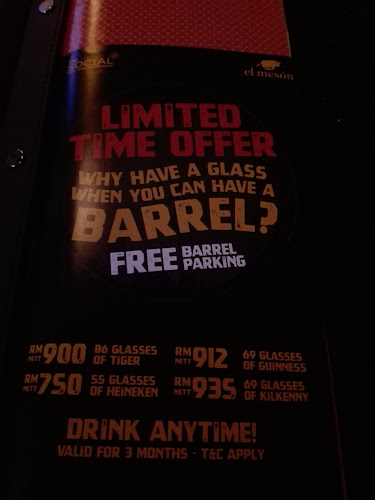 SOCIAL
el mesón
LIMITED
TIME OFFER
WHY HAVE A GLASS
WHEN YOU CAN HAVE A
BARREL?
FREE BARREL PARKING
RM NETT 900 86 GLASSES OF TIGER
RM NETT 912 69 GLASSES OF GUINNESS
RM NETT 750 55 GLASSES OF HEINEKEN
RM NETT 935 69 GLASSES OF KILKENNY
DRINK ANYTIME!
VALID FOR 3 MONTHS · T&C APPLY